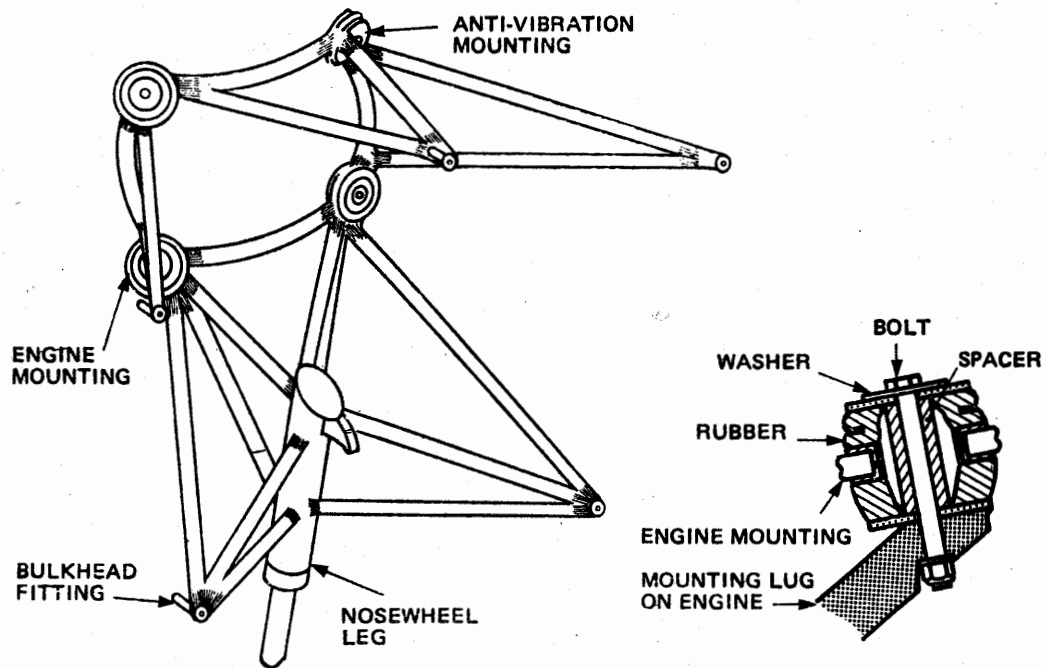 ANTI-VIBRATION
MOUNTING
ENGINE
MOUNTING
BULKHEAD
FITTING
NOSEWHEEL
LEG
BOLT
WASHER
SPACER
RUBBER
ENGINE MOUNTING
MOUNTING LUG
ON ENGINE